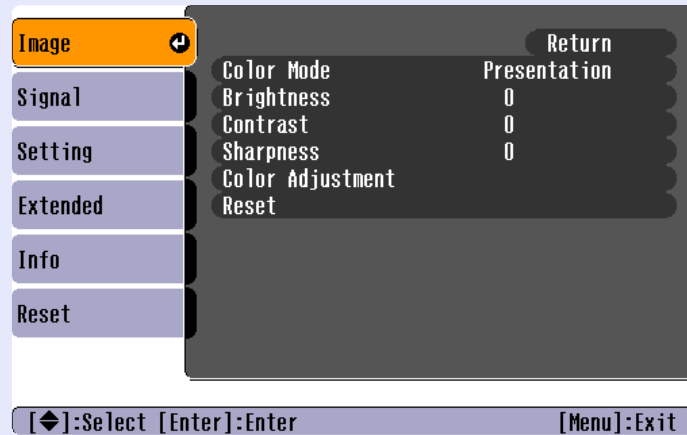 Image
Signal
Setting
Extended
Info
Reset
Return
Color Mode Presentation
Brightness 0
Contrast 0
Sharpness 0
Color Adjustment
Reset
[◆]:Select [Enter]:Enter [Menu]:Exit